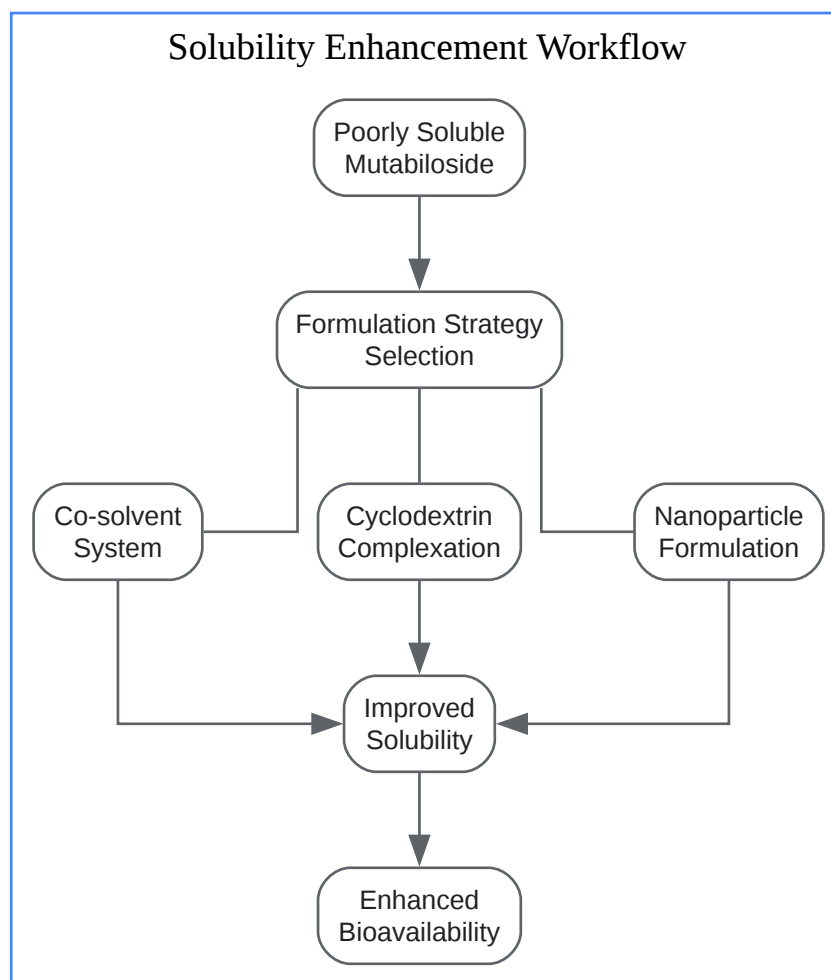 Solubility Enhancement Workflow
Poorly Soluble
Mutabiloside
Formulation Strategy
Selection
Co-solvent
System
Cyclodextrin
Complexation
Nanoparticle
Formulation
Improved
Solubility
Enhanced
Bioavailability